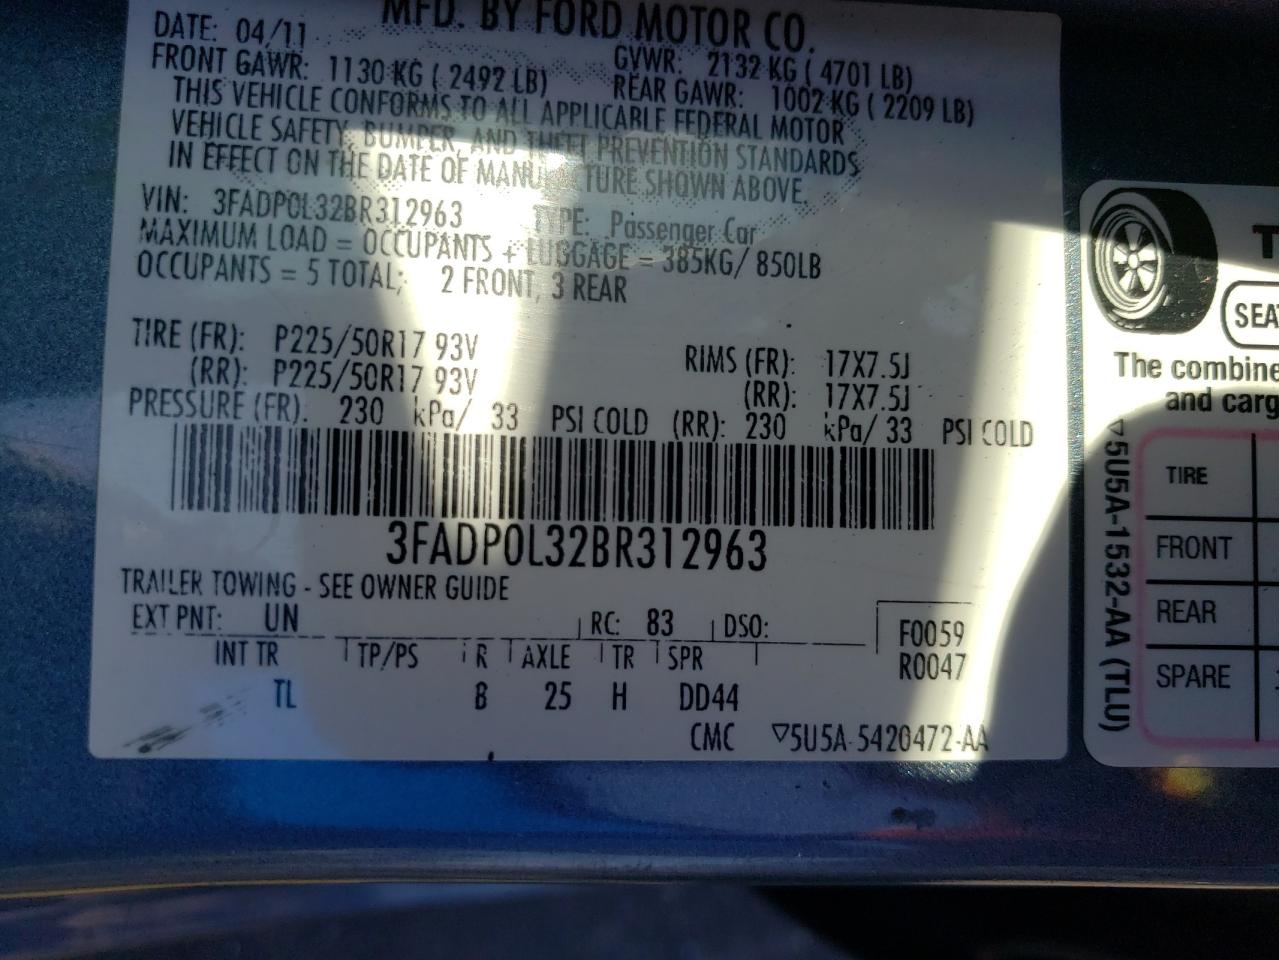 MFD. BY FORD MOTOR CO.
DATE: 04/11 GVWR: 2132 KG ( 4701 LB)
FRONT GAWR: 1130 KG ( 2492 LB) REAR GAWR: 1002 KG ( 2209 LB)
THIS VEHICLE CONFORMS TO ALL APPLICABLE FEDERAL MOTOR
VEHICLE SAFETY, BUMPER, AND THEFT PREVENTION STANDARDS
IN EFFECT ON THE DATE OF MANUFACTURE SHOWN ABOVE.
VIN: 3FADP0L32BR312963 TYPE: Passenger Car
MAXIMUM LOAD = OCCUPANTS + LUGGAGE = 385KG/ 850LB
OCCUPANTS = 5 TOTAL; 2 FRONT, 3 REAR
TIRE (FR): P225/50R17 93V RIMS (FR): 17X7.5J
(RR): P225/50R17 93V (RR): 17X7.5J
PRESSURE (FR): 230 kPa/ 33 PSI COLD (RR): 230 kPa/ 33 PSI COLD
3FADP0L32BR312963
TRAILER TOWING - SEE OWNER GUIDE
EXT PNT: UN RC: 83 DSO: F0059
INT TR TP/PS R AXLE TR SPR R0047
TL B 25 H DD44
CMC ▽5U5A-5420472-AA
T
SEA
The combine
and carg
▽5U5A-1532-AA (TLU)
TIRE
FRONT
REAR
SPARE